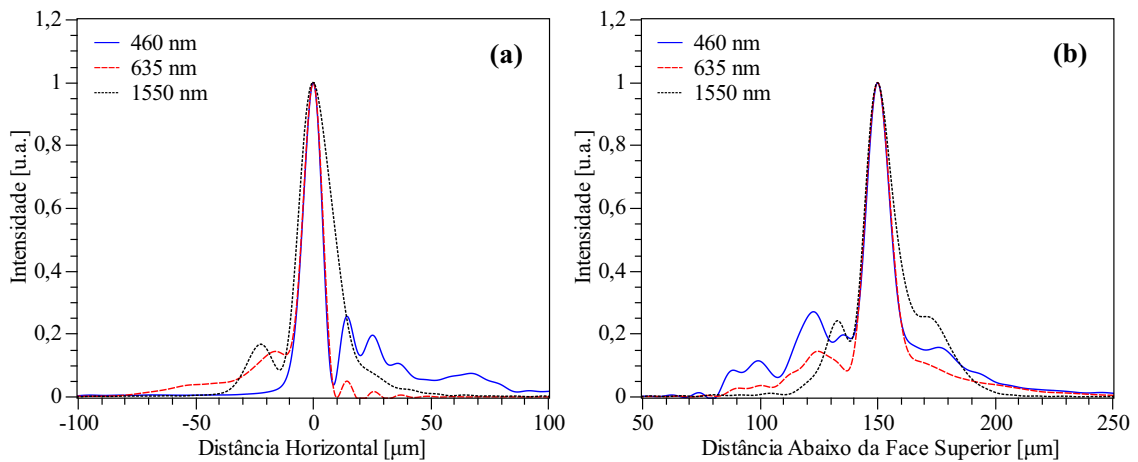 1,2
460 nm
635 nm
1550 nm
(a)
1
0,8
0,6
0,4
0,2
0
Intensidade [u.a.]
-100
-50
0
50
100
Distância Horizontal [µm]
1,2
460 nm
635 nm
1550 nm
(b)
1
0,8
0,6
0,4
0,2
0
Intensidade [u.a.]
50
100
150
200
250
Distância Abaixo da Face Superior [µm]